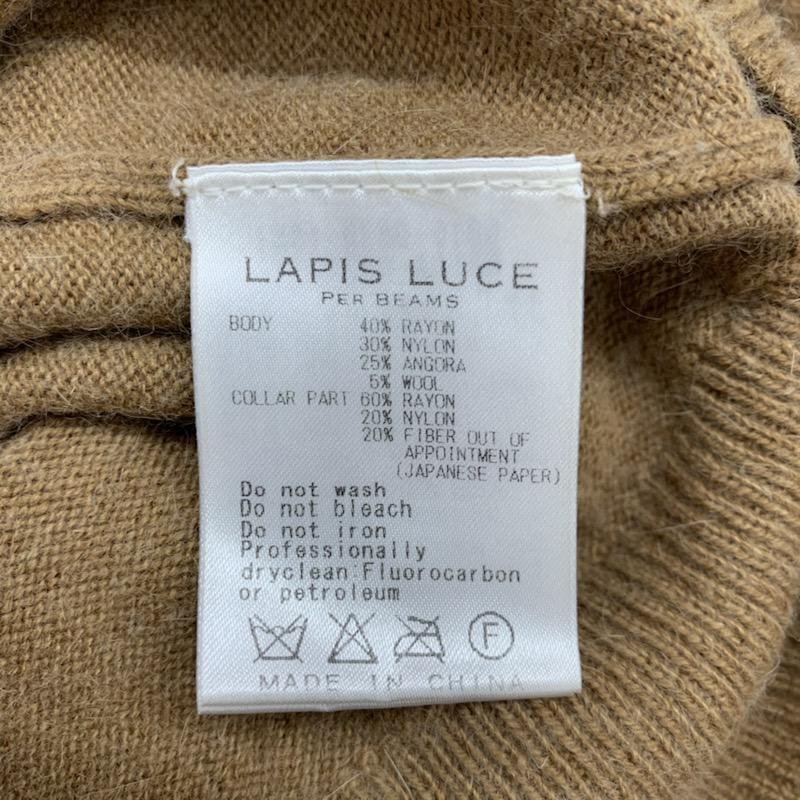 LAPIS LUCE
PER BEAMS
BODY 40% RAYON
30% NYLON
25% ANGORA
5% WOOL
COLLAR PART 60% RAYON
20% NYLON
20% FIBER OUT OF
APPOINTMENT
(JAPANESE PAPER)
Do not wash
Do not bleach
Do not iron
Professionally
dryclean:Fluorocarbon
or petroleum
F
MADE IN CHINA